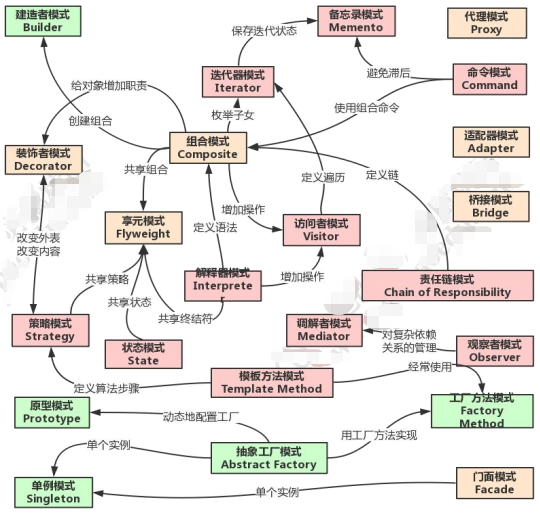 建造者模式
Builder
备忘录模式
Memento
代理模式
Proxy
保存迭代状态
迭代器模式
Iterator
避免滞后
命令模式
Command
给对象增加职责
使用组合命令
枚举子女
创建组合
装饰者模式
Decorator
组合模式
Composite
适配器模式
Adapter
共享组合
定义遍历
定义链
桥接模式
Bridge
享元模式
Flyweight
增加操作
访问者模式
Visitor
定义语法
改变外表
改变内容
共享策略
解释器模式
Interprete
增加操作
责任链模式
Chain of Responsibility
共享状态
共享终结符
策略模式
Strategy
状态模式
State
调解者模式
Mediator
对复杂依赖
关系的管理
观察者模式
Observer
经常使用
定义算法步骤
模板方法模式
Template Method
原型模式
Prototype
动态地配置工厂
工厂方法模式
Factory
Method
用工厂方法实现
单个实例
抽象工厂模式
Abstract Factory
单例模式
Singleton
单个实例
门面模式
Facade